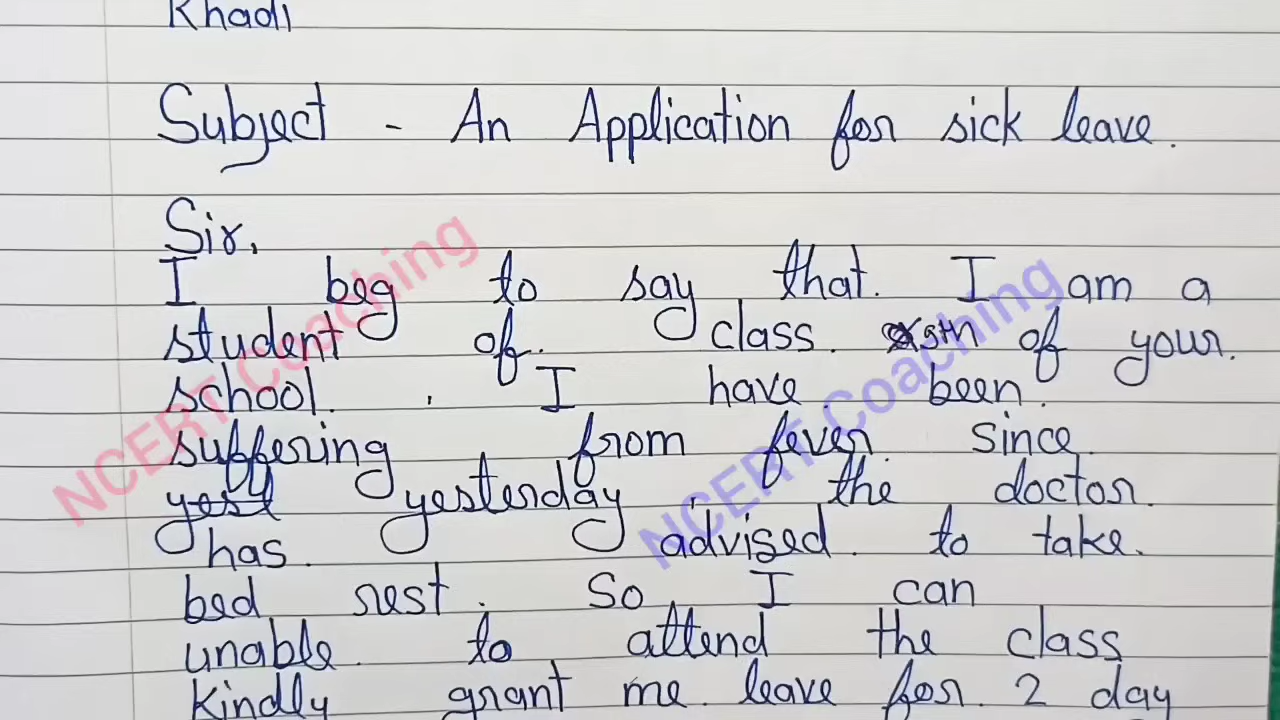 Khadi
Subject - An Application for sick leave.
Sir,
I beg to say that. I am a
student of. class. 8th of your.
school. . I have been.
suffering from fever. since.
yest yesterday. the doctor.
has. advised. to take.
bed rest. So I can
unable. to attend the class
Kindly grant me. leave for. 2 day
NCERT Coaching
NCERT Coaching